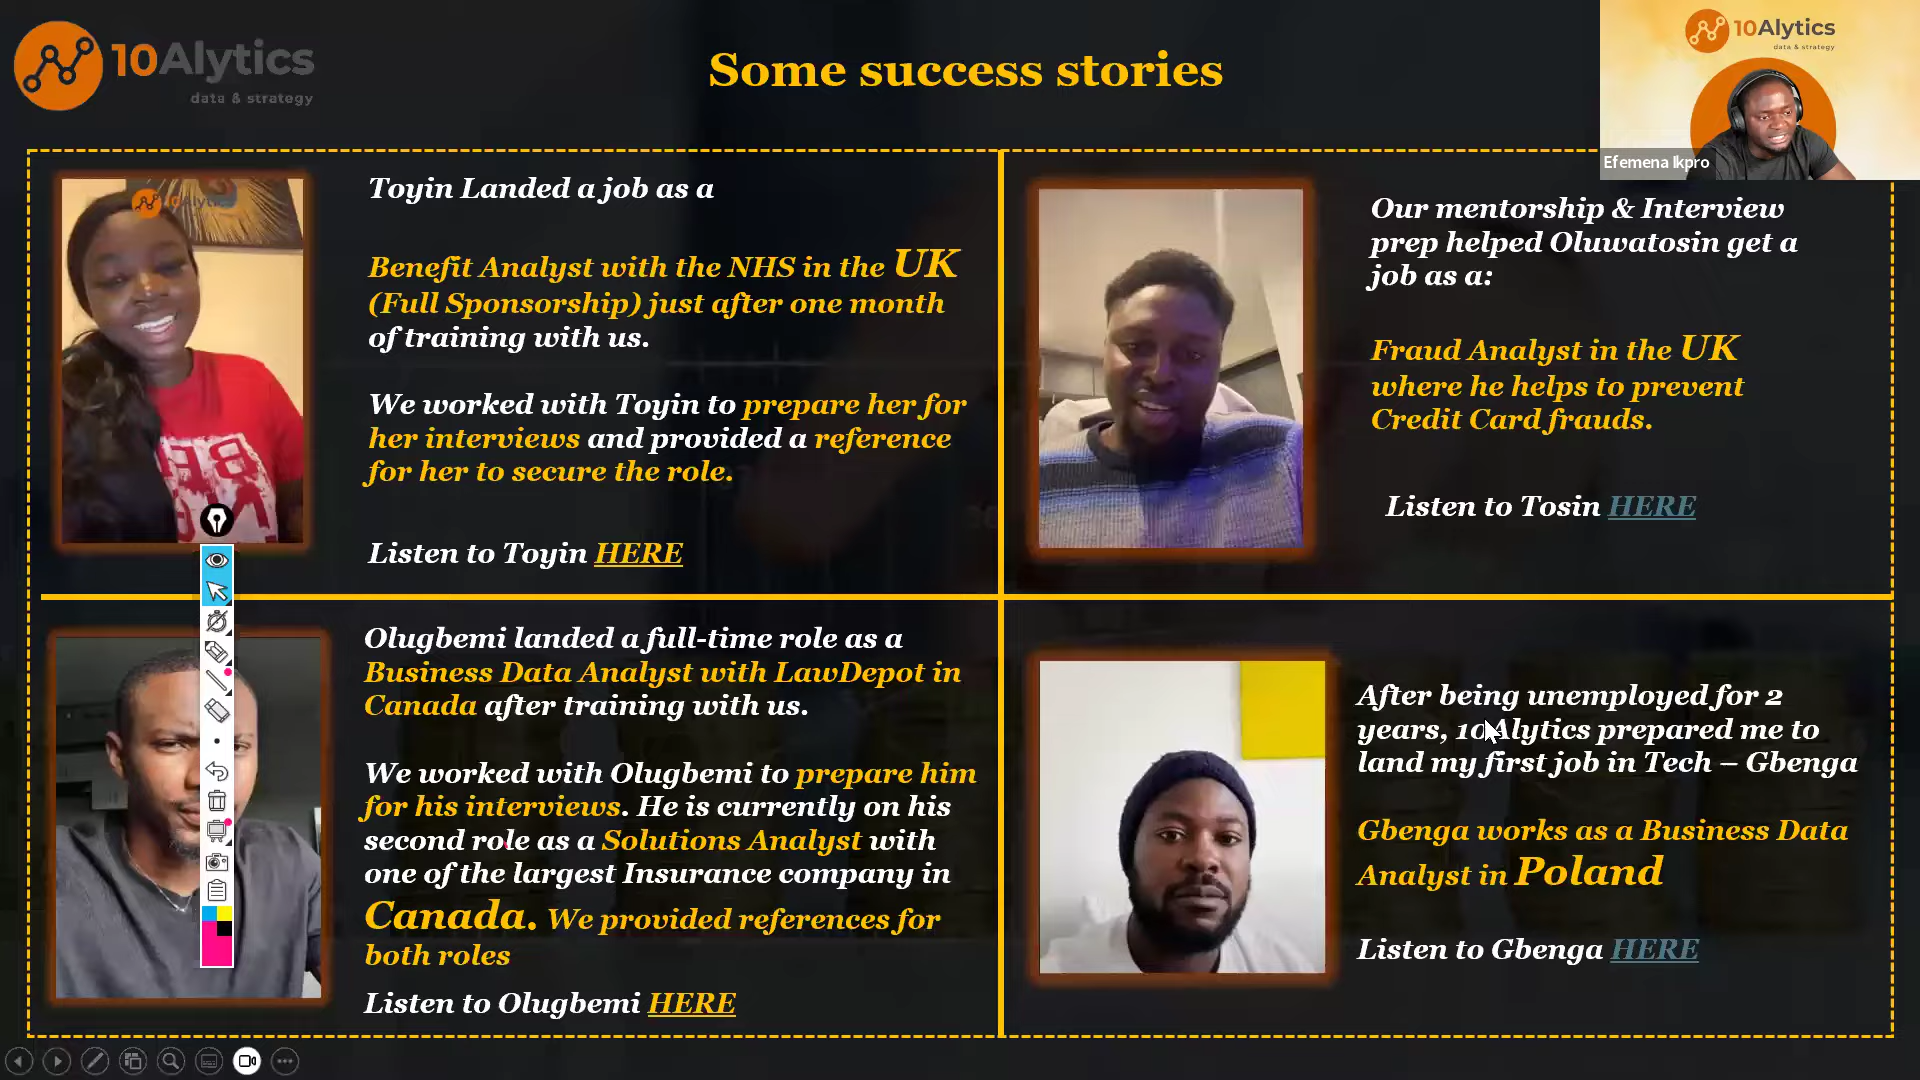 10Alytics
data & strategy
Some success stories
10Alytics
data & strategy
Efemena Ikpro
10Alytics
Toyin Landed a job as a
Benefit Analyst with the NHS in the UK
(Full Sponsorship) just after one month
of training with us.
We worked with Toyin to prepare her for
her interviews and provided a reference
for her to secure the role.
Listen to Toyin HERE
Our mentorship & Interview
prep helped Oluwatosin get a
job as a:
Fraud Analyst in the UK
where he helps to prevent
Credit Card frauds.
Listen to Tosin HERE
Olugbemi landed a full-time role as a
Business Data Analyst with LawDepot in
Canada after training with us.
We worked with Olugbemi to prepare him
for his interviews. He is currently on his
second role as a Solutions Analyst with
one of the largest Insurance company in
Canada. We provided references for
both roles
Listen to Olugbemi HERE
After being unemployed for 2
years, 10Alytics prepared me to
land my first job in Tech – Gbenga
Gbenga works as a Business Data
Analyst in Poland
Listen to Gbenga HERE